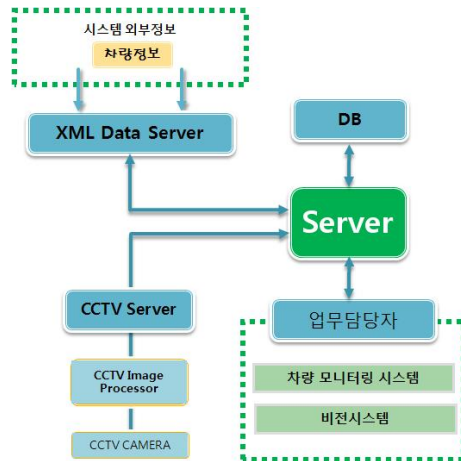 시스템 외부정보
차량정보
XML Data Server
DB
Server
CCTV Server
업무담당자
CCTV Image
Processor
차량 모니터링 시스템
비전시스템
CCTV CAMERA